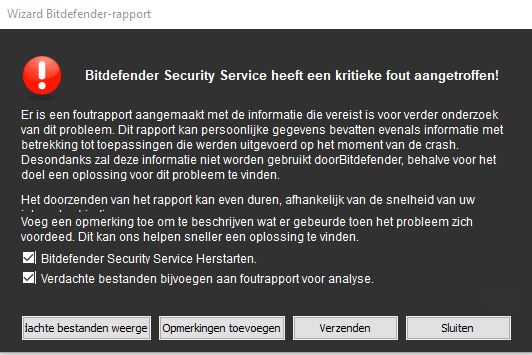 Wizard Bitdefender-rapport
Bitdefender Security Service heeft een kritieke fout aangetroffen!
Er is een foutrapport aangemaakt met de informatie die vereist is voor verder onderzoek
van dit probleem. Dit rapport kan persoonlijke gegevens bevatten evenals informatie met
betrekking tot toepassingen die werden uitgevoerd op het moment van de crash.
Desondanks zal deze informatie niet worden gebruikt doorBitdefender, behalve voor het
doel een oplossing voor dit probleem te vinden.
Het doorzenden van het rapport kan even duren, afhankelijk van de snelheid van uw
Voeg een opmerking toe om te beschrijven wat er gebeurde toen het probleem zich
voordeed. Dit kan ons helpen sneller een oplossing te vinden.
Bitdefender Security Service Herstarten.
Verdachte bestanden bijvoegen aan foutrapport voor analyse.
dachte bestanden weerge
Opmerkingen toevoegen
Verzenden
Sluiten